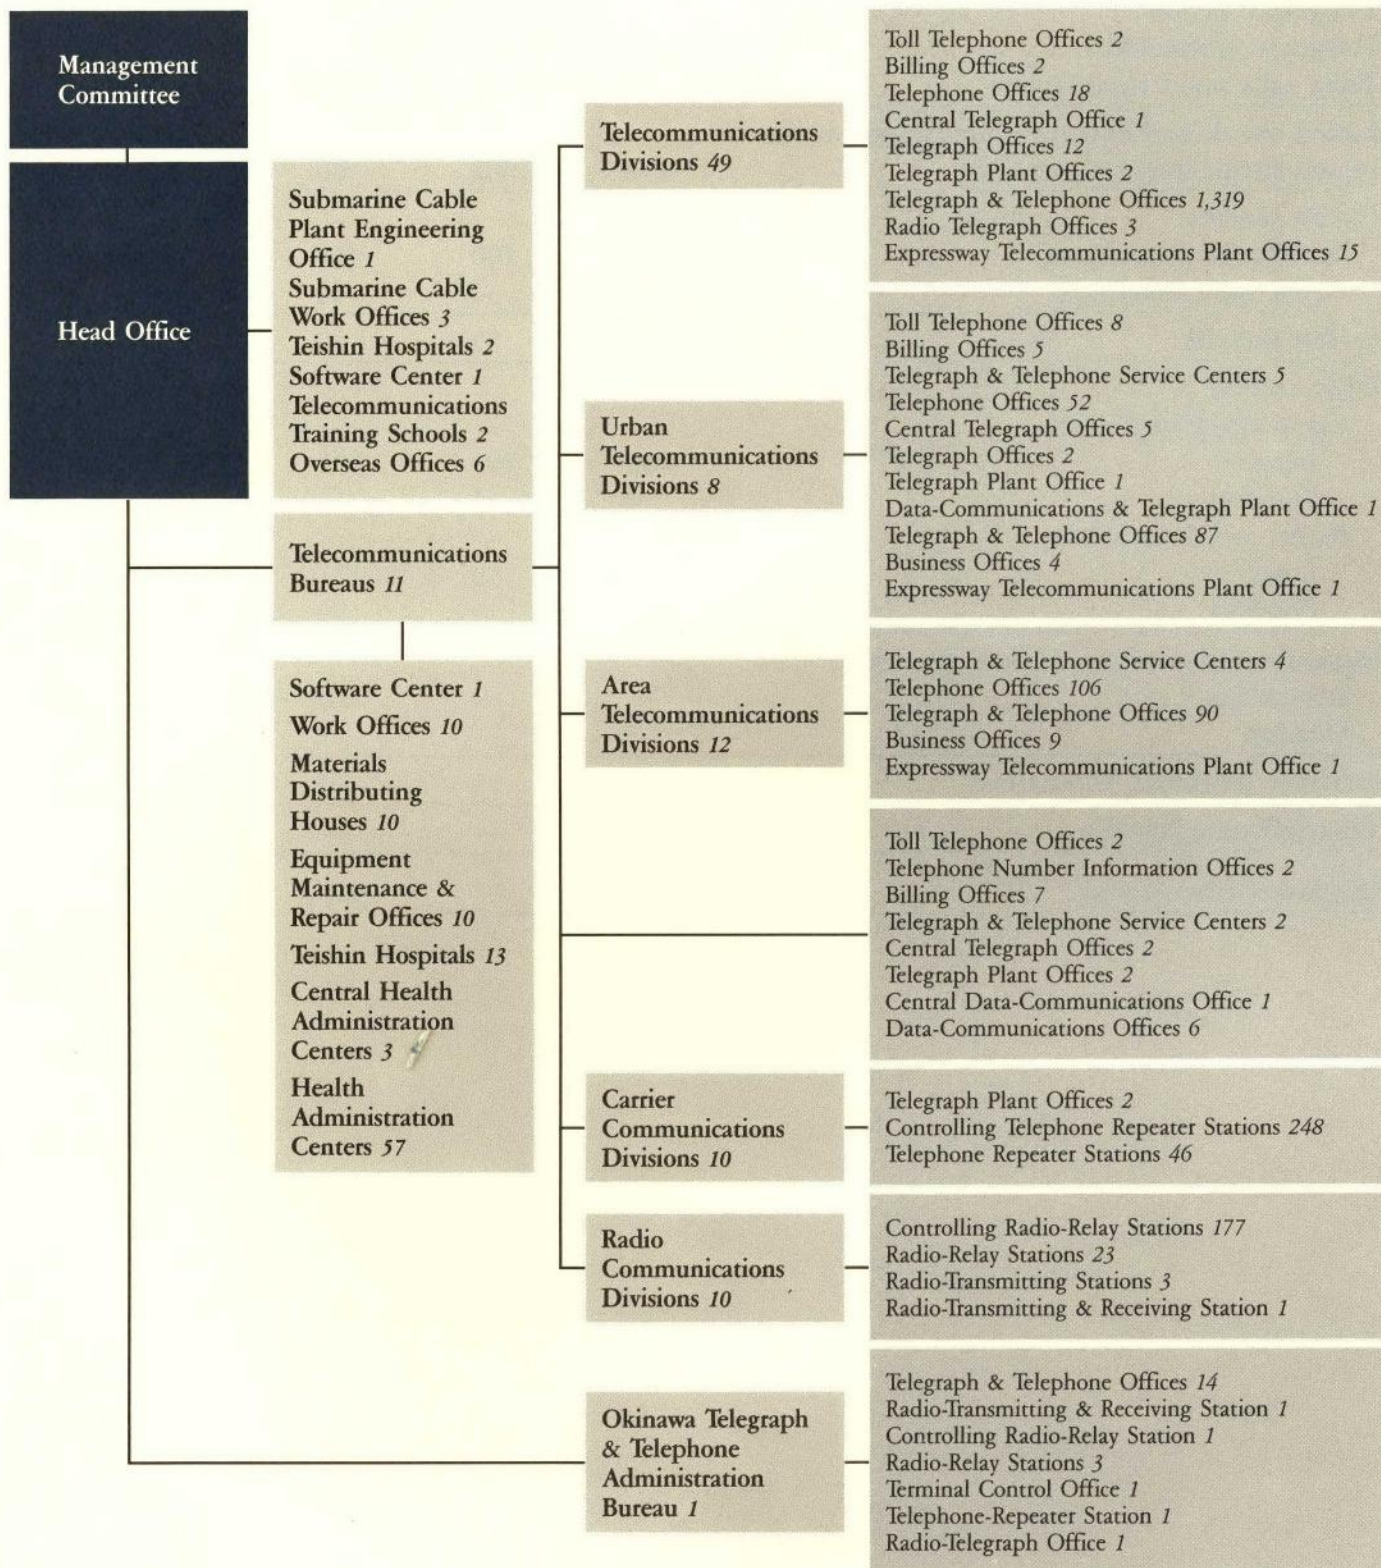 Management
Committee
Head Office
Submarine Cable
Plant Engineering
Office 1
Submarine Cable
Work Offices 3
Teishin Hospitals 2
Software Center 1
Telecommunications
Training Schools 2
Overseas Offices 6
Telecommunications
Bureaus 11
Software Center 1
Work Offices 10
Materials
Distributing
Houses 10
Equipment
Maintenance &
Repair Offices 10
Teishin Hospitals 13
Central Health
Administration
Centers 3
Health
Administration
Centers 57
Telecommunications
Divisions 49
Toll Telephone Offices 2
Billing Offices 2
Telephone Offices 18
Central Telegraph Office 1
Telegraph Offices 12
Telegraph Plant Offices 2
Telegraph & Telephone Offices 1,319
Radio Telegraph Offices 3
Expressway Telecommunications Plant Offices 15
Urban
Telecommunications
Divisions 8
Toll Telephone Offices 8
Billing Offices 5
Telegraph & Telephone Service Centers 5
Telephone Offices 52
Central Telegraph Offices 5
Telegraph Offices 2
Telegraph Plant Office 1
Data-Communications & Telegraph Plant Office 1
Telegraph & Telephone Offices 87
Business Offices 4
Expressway Telecommunications Plant Office 1
Area
Telecommunications
Divisions 12
Telegraph & Telephone Service Centers 4
Telephone Offices 106
Telegraph & Telephone Offices 90
Business Offices 9
Expressway Telecommunications Plant Office 1
Toll Telephone Offices 2
Telephone Number Information Offices 2
Billing Offices 7
Telegraph & Telephone Service Centers 2
Central Telegraph Offices 2
Telegraph Plant Offices 2
Central Data-Communications Office 1
Data-Communications Offices 6
Carrier
Communications
Divisions 10
Telegraph Plant Offices 2
Controlling Telephone Repeater Stations 248
Telephone Repeater Stations 46
Radio
Communications
Divisions 10
Controlling Radio-Relay Stations 177
Radio-Relay Stations 23
Radio-Transmitting Stations 3
Radio-Transmitting & Receiving Station 1
Okinawa Telegraph
& Telephone
Administration
Bureau 1
Telegraph & Telephone Offices 14
Radio-Transmitting & Receiving Station 1
Controlling Radio-Relay Station 1
Radio-Relay Stations 3
Terminal Control Office 1
Telephone-Repeater Station 1
Radio-Telegraph Office 1